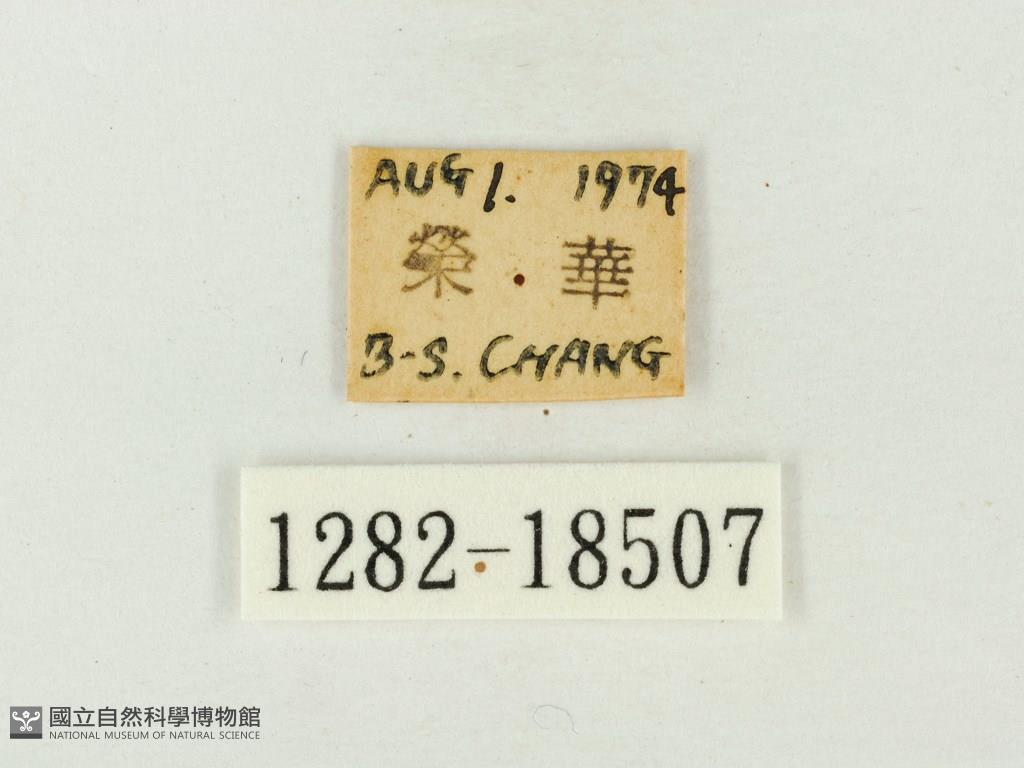 AUG 1. 1974
榮 · 華
B-S. CHANG
1282-18507
國立自然科學博物館
NATIONAL MUSEUM OF NATURAL SCIENCE